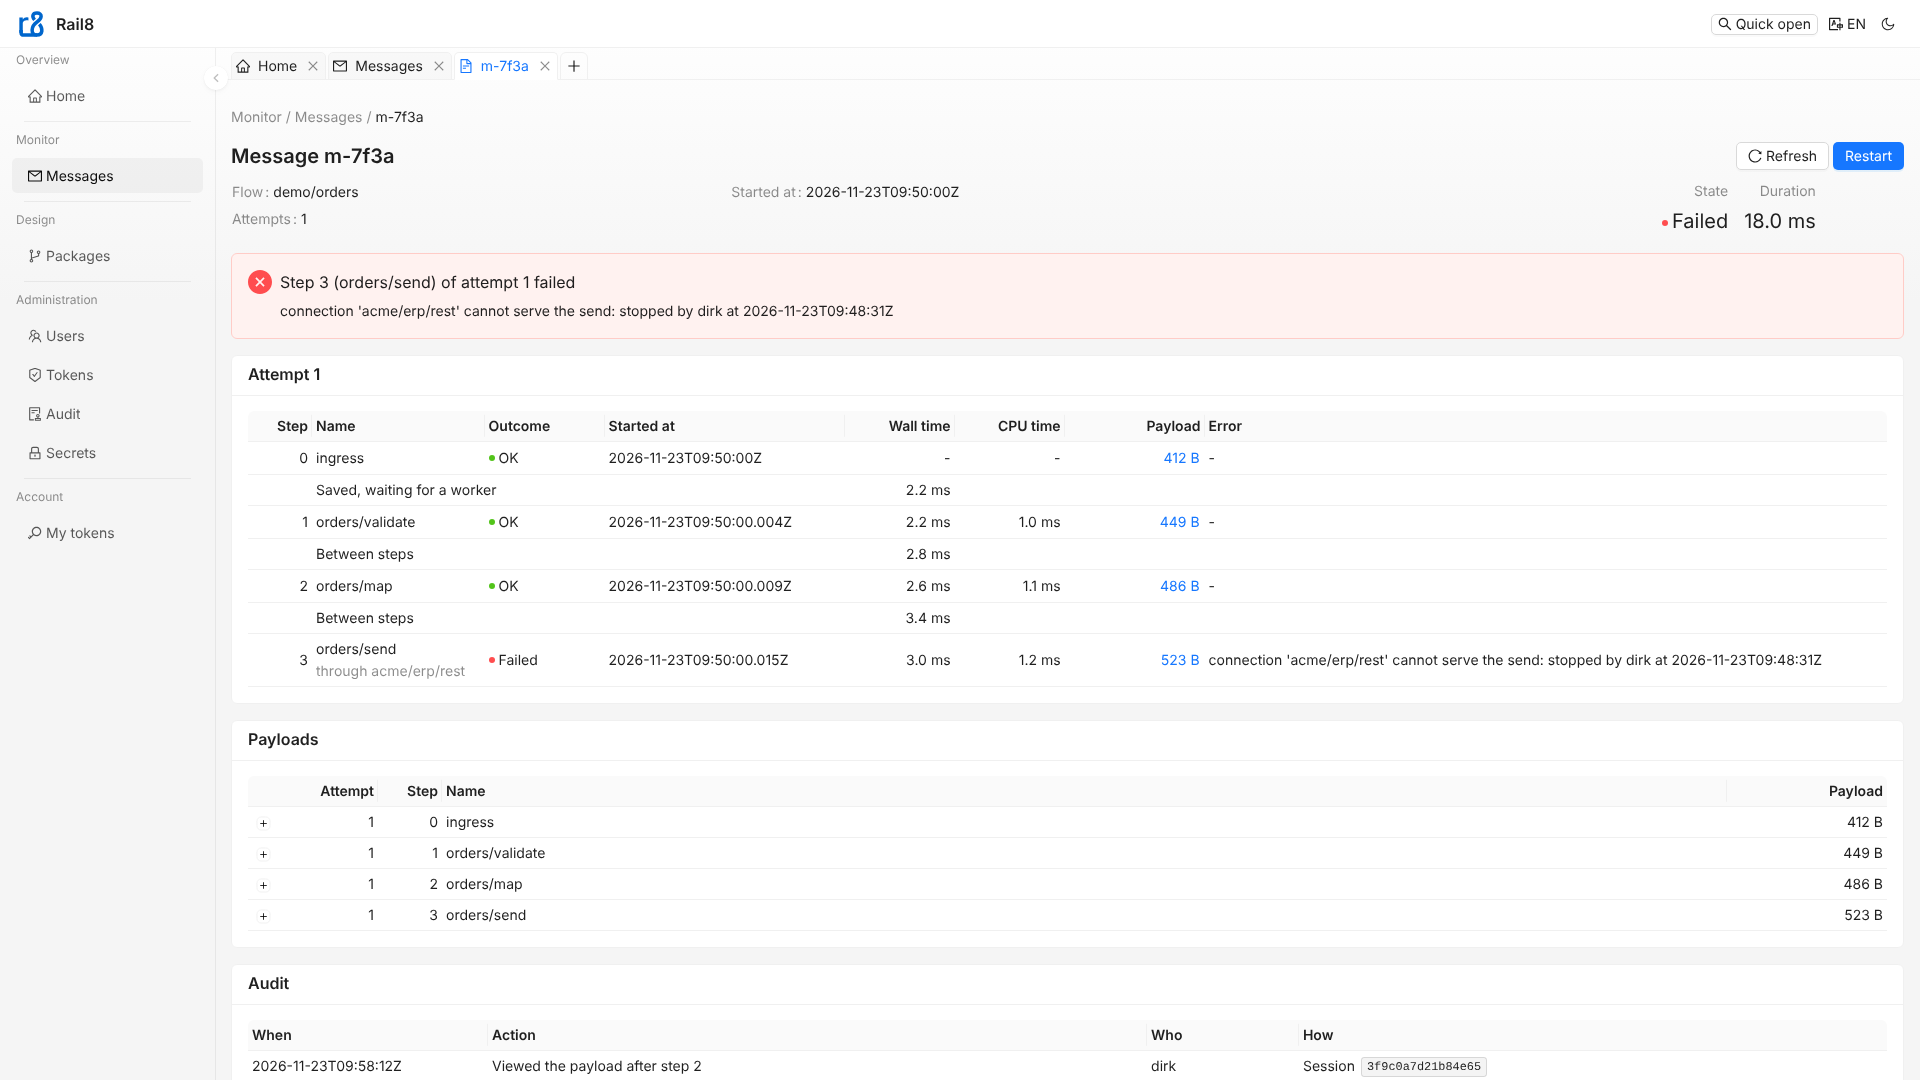 Rail8
Quick open
EN
Overview
Home
Monitor
Messages
Design
Packages
Administration
Users
Tokens
Audit
Secrets
Account
My tokens
Home
Messages
m-7f3a
Monitor / Messages / m-7f3a
Message m-7f3a
Refresh
Restart
Flow : demo/orders
Started at : 2026-11-23T09:50:00Z
Attempts : 1
State
Duration
Failed
18.0 ms
Step 3 (orders/send) of attempt 1 failed
connection 'acme/erp/rest' cannot serve the send: stopped by dirk at 2026-11-23T09:48:31Z
Attempt 1
Step Name Outcome Started at Wall time CPU time Payload Error
0 ingress OK 2026-11-23T09:50:00Z - - 412 B -
Saved, waiting for a worker 2.2 ms
1 orders/validate OK 2026-11-23T09:50:00.004Z 2.2 ms 1.0 ms 449 B -
Between steps 2.8 ms
2 orders/map OK 2026-11-23T09:50:00.009Z 2.6 ms 1.1 ms 486 B -
Between steps 3.4 ms
3 orders/send Failed 2026-11-23T09:50:00.015Z 3.0 ms 1.2 ms 523 B connection 'acme/erp/rest' cannot serve the send: stopped by dirk at 2026-11-23T09:48:31Z
through acme/erp/rest
Payloads
Attempt Step Name Payload
+ 1 0 ingress 412 B
+ 1 1 orders/validate 449 B
+ 1 2 orders/map 486 B
+ 1 3 orders/send 523 B
Audit
When Action Who How
2026-11-23T09:58:12Z Viewed the payload after step 2 dirk Session 3f9c0a7d21b84e65